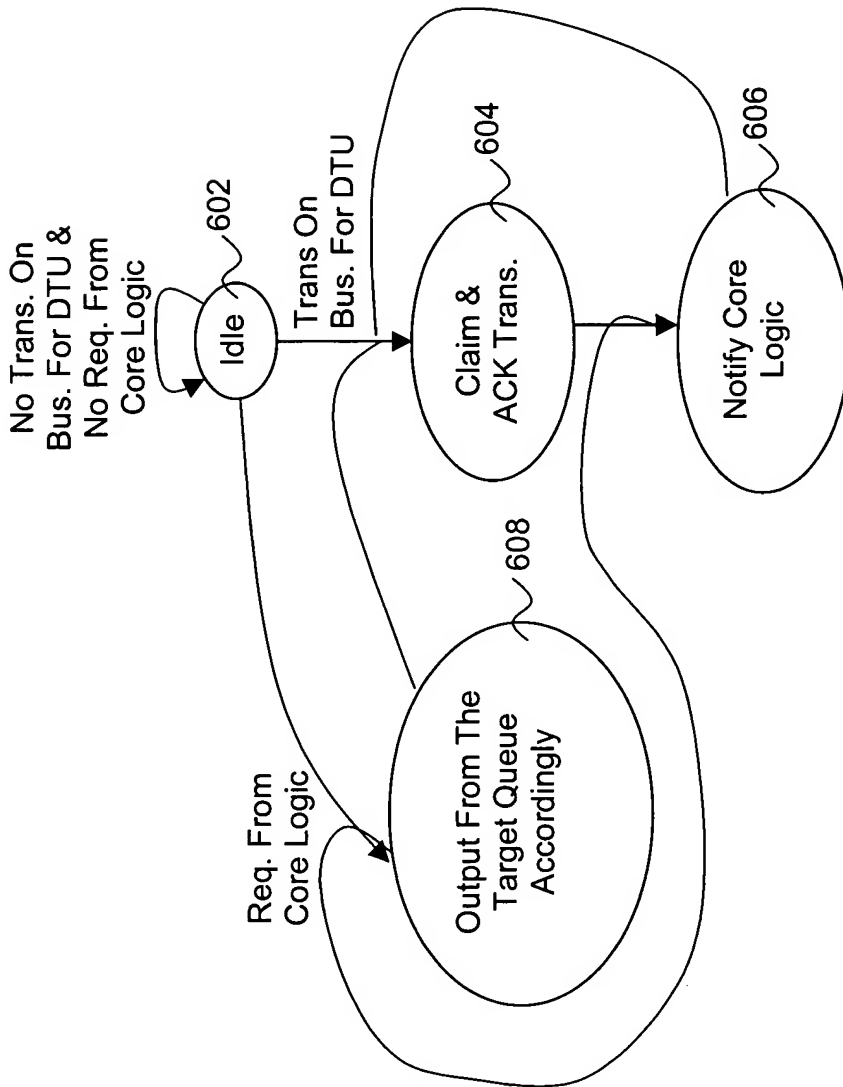 No Trans. On
Bus. For DTU &
No Req. From
Core Logic
602
Idle
Trans On
Bus. For DTU
604
Claim &
ACK Trans.
606
Notify Core
Logic
Req. From
Core Logic
608
Output From The
Target Queue
Accordingly